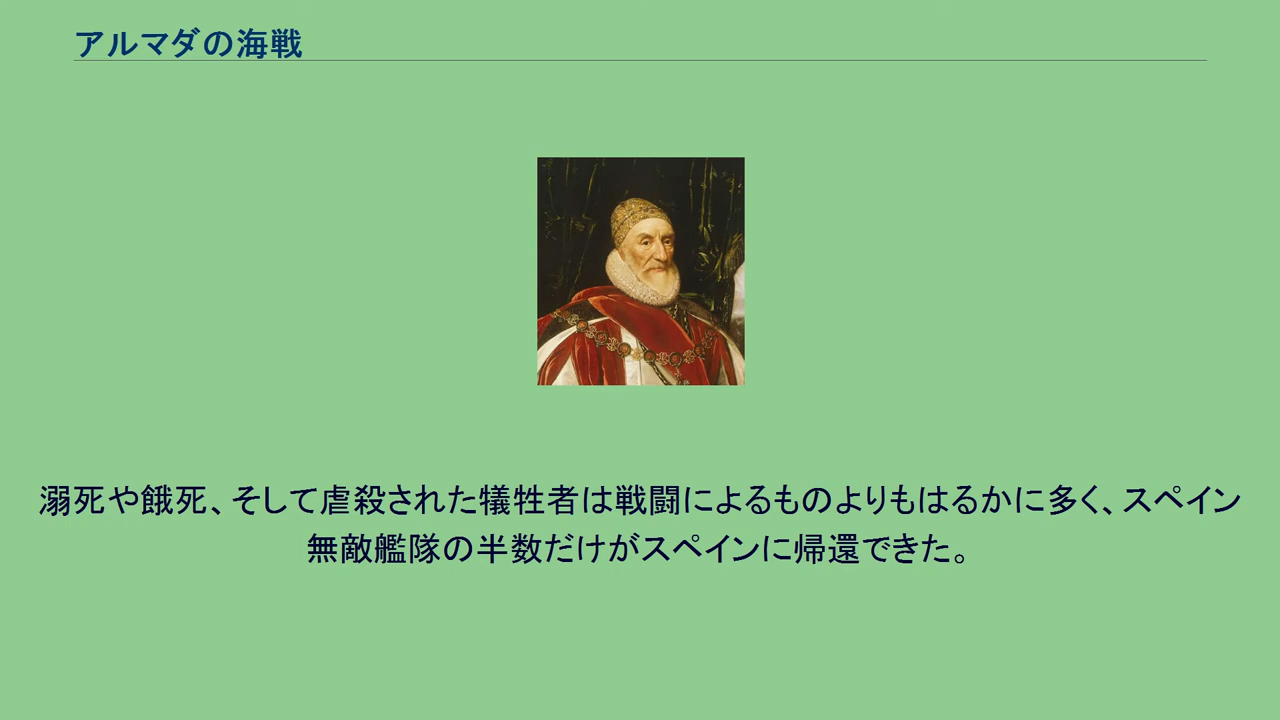 アルマダの海戦
溺死や餓死、そして虐殺された犠牲者は戦闘によるものよりもはるかに多く、スペイン
無敵艦隊の半数だけがスペインに帰還できた。